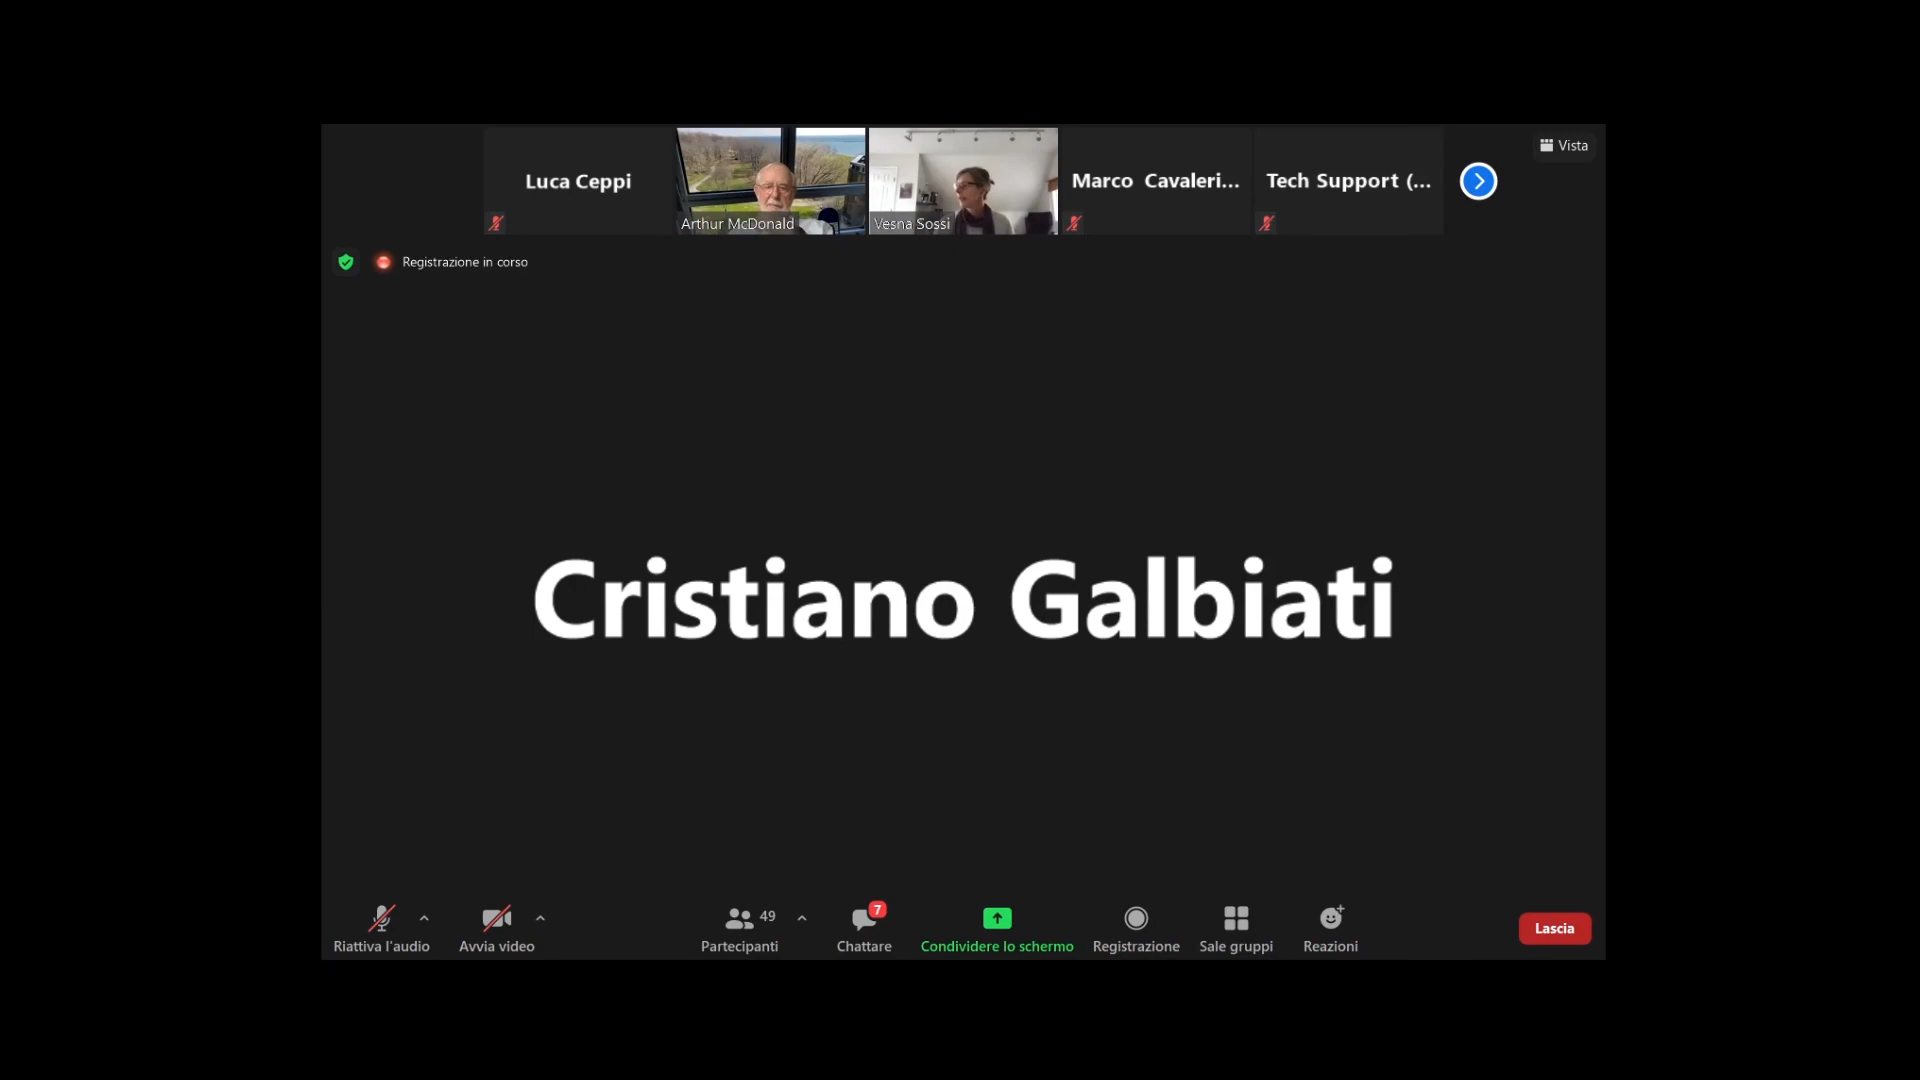 Luca Ceppi
Arthur McDonald
Vesna Sossi
Marco Cavaleri...
Tech Support (...
Vista
Registrazione in corso
Cristiano Galbiati
49
7
Riattiva l'audio
Avvia video
Partecipanti
Chattare
Condividere lo schermo
Registrazione
Sale gruppi
Reazioni
Lascia